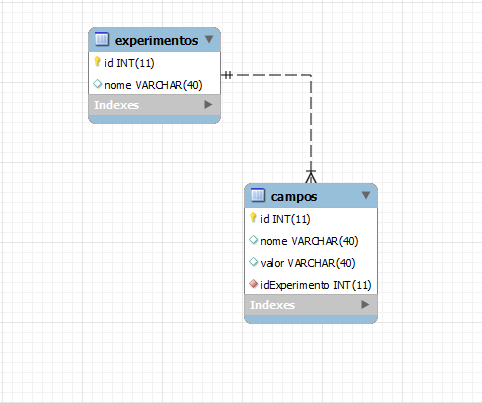 experimentos
id INT(11)
nome VARCHAR(40)
Indexes
campos
id INT(11)
nome VARCHAR(40)
valor VARCHAR(40)
idExperimento INT(11)
Indexes